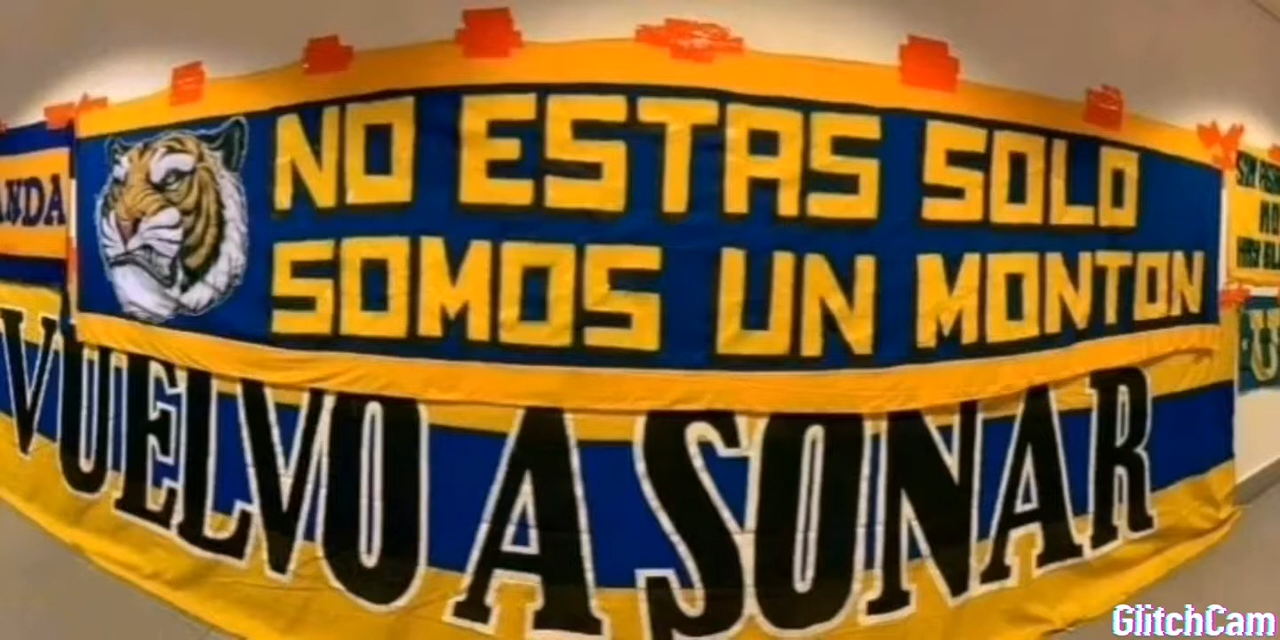 NO ESTAS SOLO
SOMOS UN MONTON
VUELVO A SONAR
GlitchCam